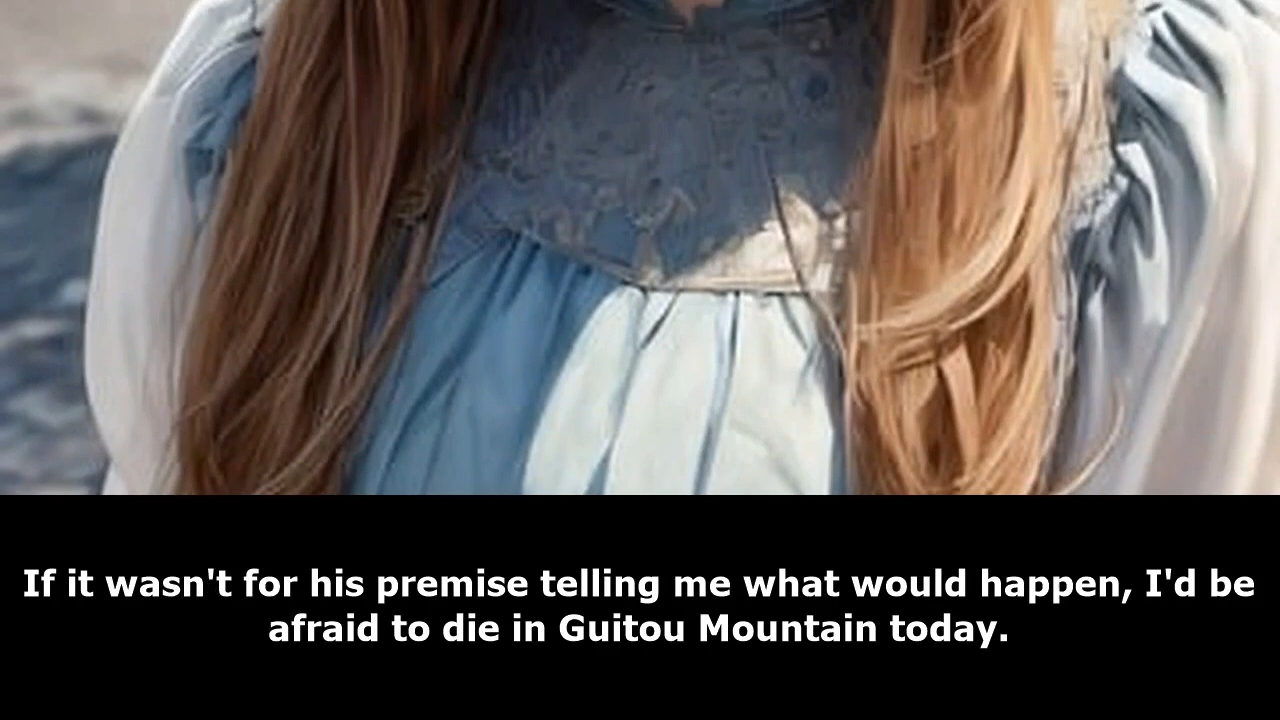 If it wasn't for his premise telling me what would happen, I'd be
afraid to die in Guitou Mountain today.